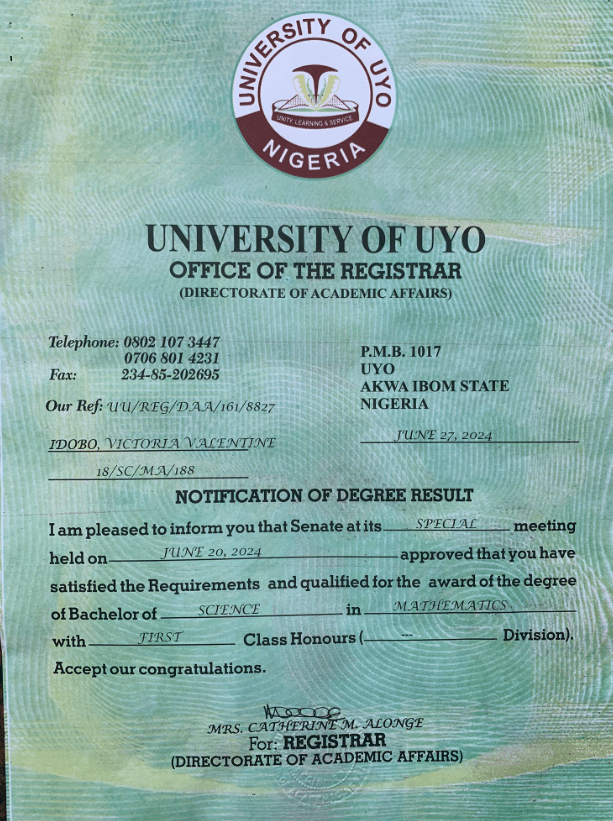 UNIVERSITY OF UYO
UNITY, LEARNING & SERVICE
NIGERIA
UNIVERSITY OF UYO
OFFICE OF THE REGISTRAR
(DIRECTORATE OF ACADEMIC AFFAIRS)
Telephone: 0802 107 3447
0706 801 4231
Fax: 234-85-202695
P.M.B. 1017
UYO
AKWA IBOM STATE
NIGERIA
Our Ref: UU/REG/DAA/161/8827
JUNE 27, 2024
IDOBO, VICTORIA VALENTINE
18/SC/MA/188
NOTIFICATION OF DEGREE RESULT
I am pleased to inform you that Senate at its SPECIAL meeting
held on JUNE 20, 2024 approved that you have
satisfied the Requirements and qualified for the award of the degree
of Bachelor of SCIENCE in MATHEMATICS
with FIRST Class Honours ( --- Division).
Accept our congratulations.
MRS. CATHERINE M. ALONGE
For: REGISTRAR
(DIRECTORATE OF ACADEMIC AFFAIRS)